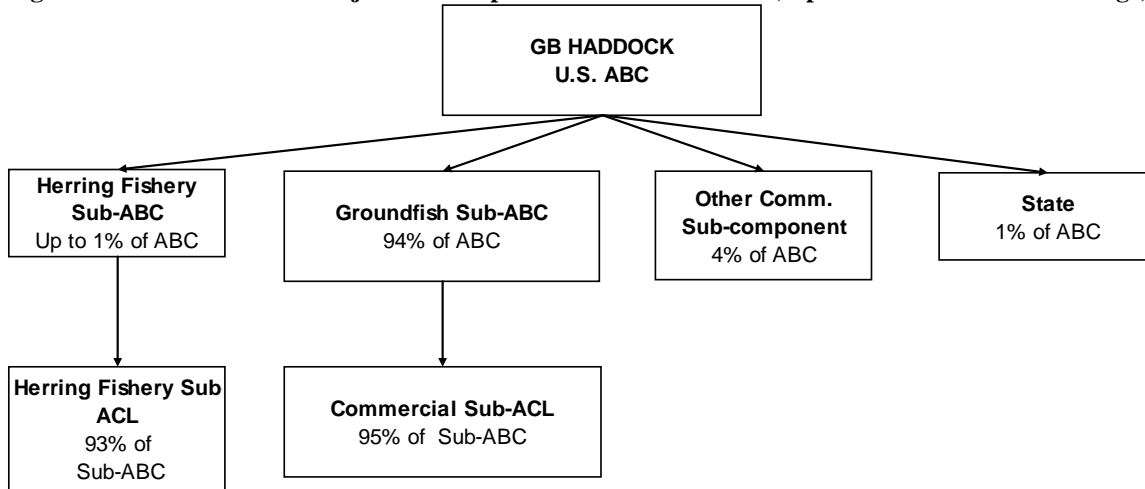 GB HADDOCK
U.S. ABC
Herring Fishery
Sub-ABC
Up to 1% of ABC
Groundfish Sub-ABC
94% of ABC
Other Comm.
Sub-component
4% of ABC
State
1% of ABC
Herring Fishery Sub
ACL
93% of
Sub-ABC
Commercial Sub-ACL
95% of Sub-ABC